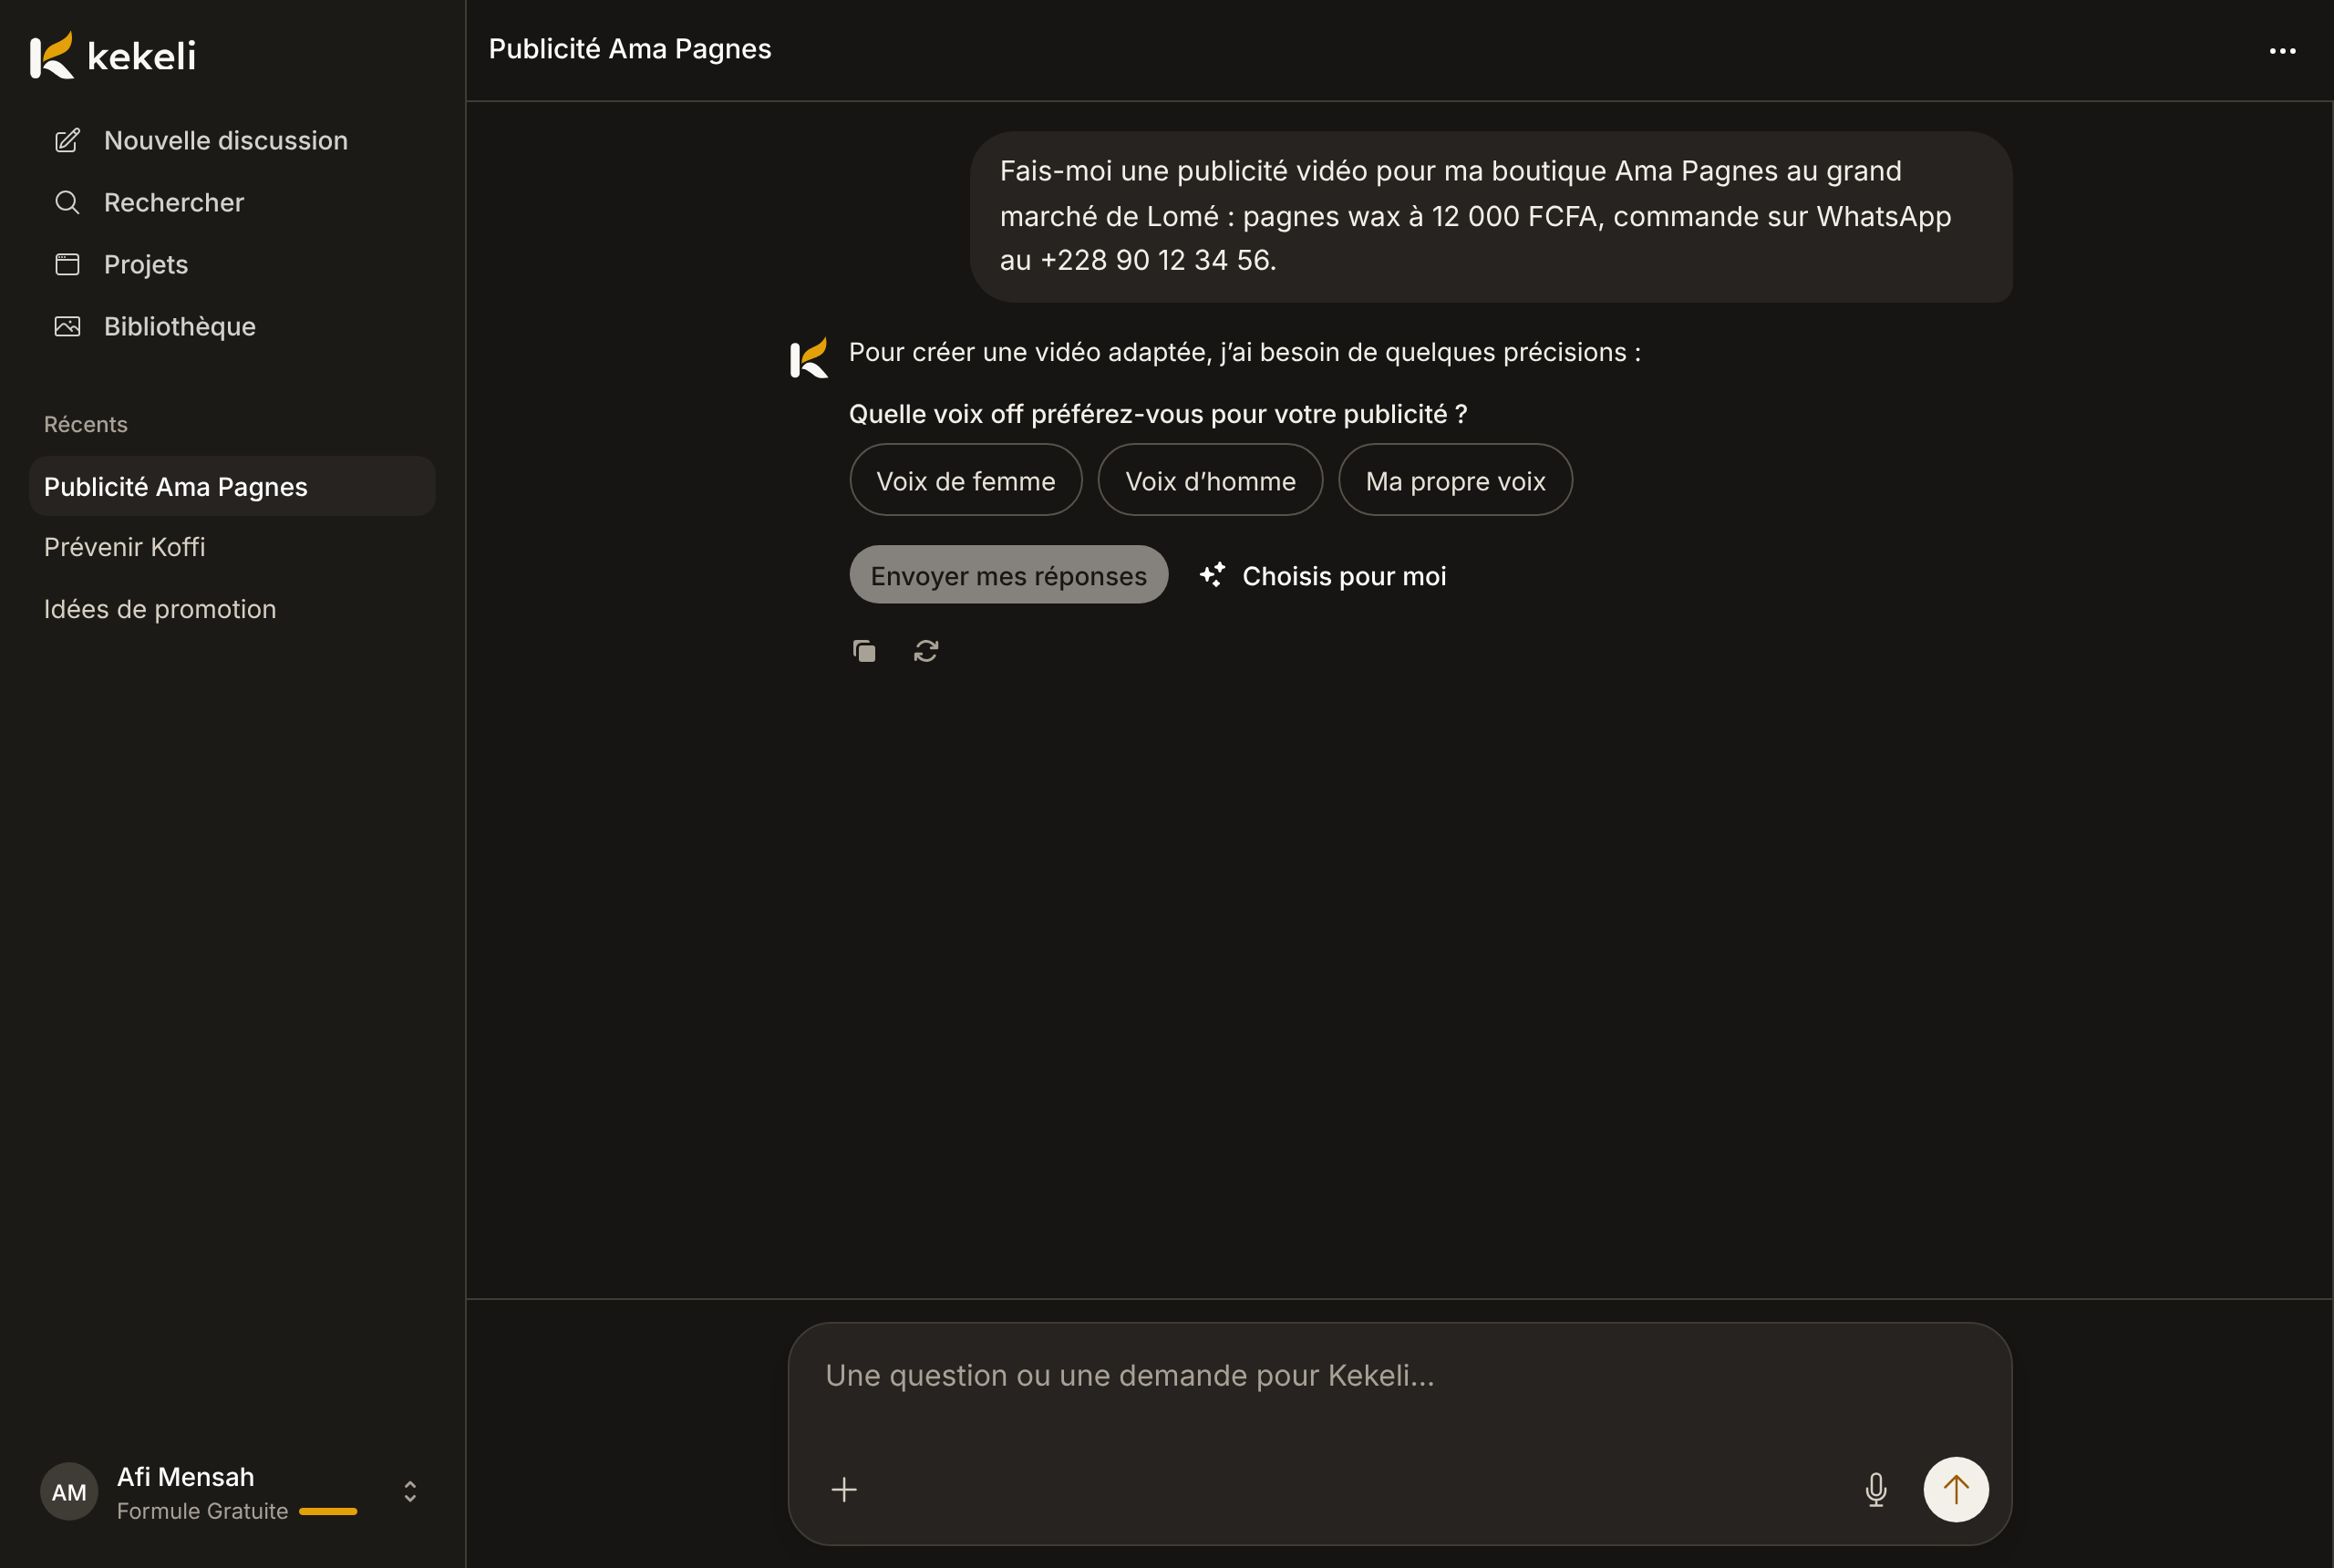 kekeli
Nouvelle discussion
Rechercher
Projets
Bibliothèque
Récents
Publicité Ama Pagnes
Prévenir Koffi
Idées de promotion
AM
Afi Mensah
Formule Gratuite
Publicité Ama Pagnes
Fais-moi une publicité vidéo pour ma boutique Ama Pagnes au grand
marché de Lomé : pagnes wax à 12 000 FCFA, commande sur WhatsApp
au +228 90 12 34 56.
Pour créer une vidéo adaptée, j’ai besoin de quelques précisions :
Quelle voix off préférez-vous pour votre publicité ?
Voix de femme
Voix d’homme
Ma propre voix
Envoyer mes réponses
Choisis pour moi
Une question ou une demande pour Kekeli...